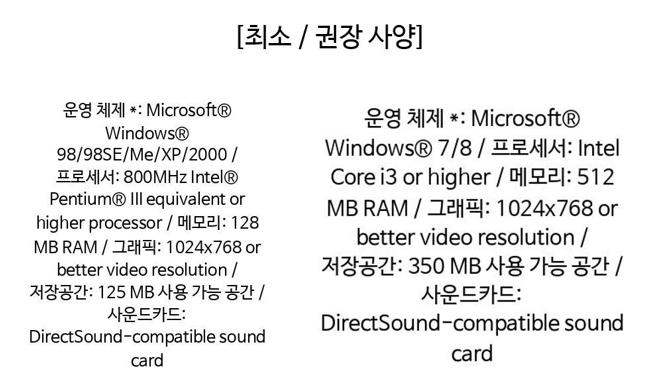 [최소 / 권장 사양]
운영 체제 *: Microsoft®
Windows®
98/98SE/Me/XP/2000 /
프로세서: 800MHz Intel®
Pentium® III equivalent or
higher processor / 메모리: 128
MB RAM / 그래픽: 1024x768 or
better video resolution /
저장공간: 125 MB 사용 가능 공간 /
사운드카드:
DirectSound-compatible sound
card
운영 체제 *: Microsoft®
Windows® 7/8 / 프로세서: Intel
Core i3 or higher / 메모리: 512
MB RAM / 그래픽: 1024x768 or
better video resolution /
저장공간: 350 MB 사용 가능 공간 /
사운드카드:
DirectSound-compatible sound
card